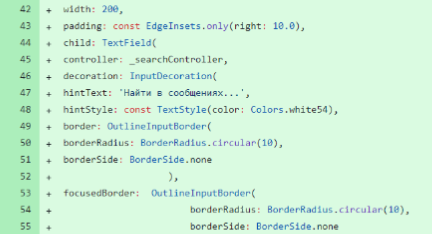 42 + width: 200,
43 + padding: const EdgeInsets.only(right: 10.0),
44 + child: TextField(
45 + controller: _searchController,
46 + decoration: InputDecoration(
47 + hintText: 'Найти в сообщениях...',
48 + hintStyle: const TextStyle(color: Colors.white54),
49 + border: OutlineInputBorder(
50 + borderRadius: BorderRadius.circular(10),
51 + borderSide: BorderSide.none
52 + ),
53 + focusedBorder: OutlineInputBorder(
54 + borderRadius: BorderRadius.circular(10),
55 + borderSide: BorderSide.none